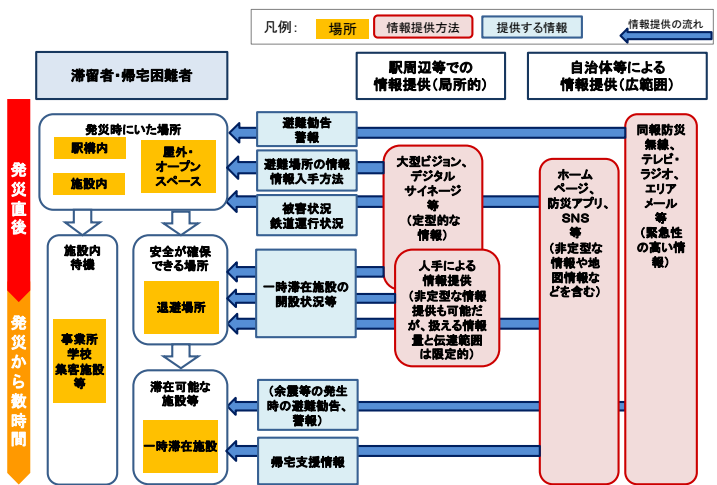 凡例：
場所
情報提供方法
提供する情報
情報提供の流れ
滞留者・帰宅困難者
駅周辺等での
情報提供（局所的）
自治体等による
情報提供（広範囲）
発災直後
発災から数時間
発災時にいた場所
駅構内
施設内
屋外・
オープン
スペース
施設内
待機
事業所
学校
集客施設
等
安全が確保
できる場所
退避場所
滞在可能な
施設等
一時滞在施設
避難勧告
警報
避難場所の情報
情報入手方法
被害状況
鉄道運行状況
一時滞在施設の
開設状況等
（余震等の発生
時の避難勧告、
警報）
帰宅支援情報
大型ビジョン、
デジタル
サイネージ
等
（定型的な
情報）
人手による
情報提供
（非定型な情報
提供も可能だ
が、扱える情報
量と伝達範囲
は限定的）
ホーム
ページ、
防災アプリ、
SNS
等
（非定型な
情報や地
図情報な
どを含む）
同報防災
無線、
テレビ・
ラジオ、
エリア
メール
等
（緊急性
の高い情
報）